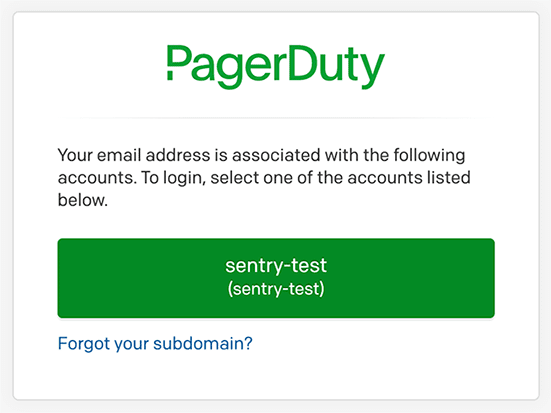 PagerDuty
Your email address is associated with the following
accounts. To login, select one of the accounts listed
below.
sentry-test
(sentry-test)
Forgot your subdomain?